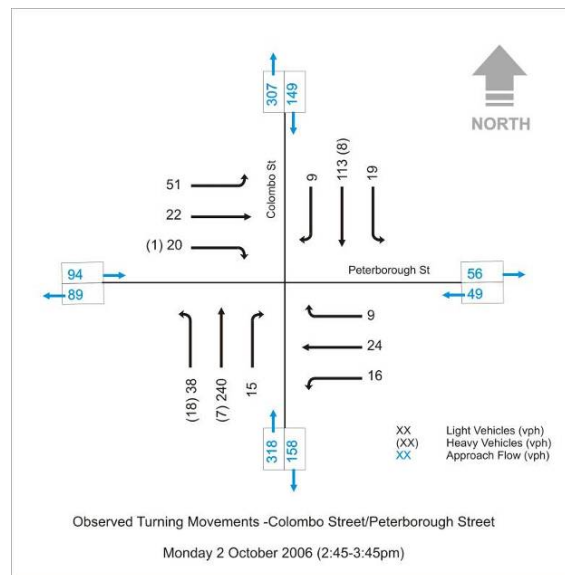 307
149
NORTH
51
22
(1) 20
Colombo St
9
113 (8)
19
94
89
Peterborough St
56
49
(18) 38
(7) 240
15
9
24
16
318
158
XX Light Vehicles (vph)
(XX) Heavy Vehicles (vph)
XX Approach Flow (vph)
Observed Turning Movements -Colombo Street/Peterborough Street
Monday 2 October 2006 (2:45-3:45pm)